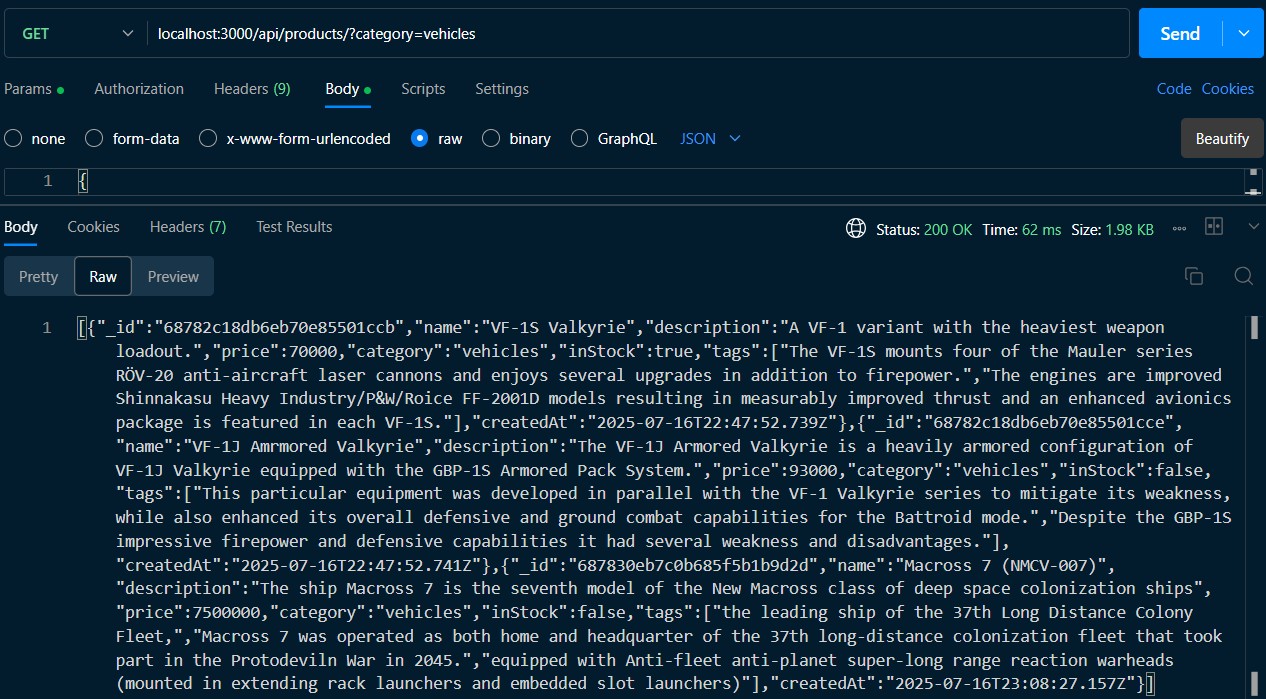 GET localhost:3000/api/products/?category=vehicles Send
Params Authorization Headers (9) Body Scripts Settings Code Cookies
none form-data x-www-form-urlencoded raw binary GraphQL JSON Beautify
1 {
Body Cookies Headers (7) Test Results Status: 200 OK Time: 62 ms Size: 1.98 KB
Pretty Raw Preview
1 [{"_id":"68782c18db6eb70e85501ccb","name":"VF-1S Valkyrie","description":"A VF-1 variant with the heaviest weapon
loadout.","price":70000,"category":"vehicles","inStock":true,"tags":["The VF-1S mounts four of the Mauler series
RÖV-20 anti-aircraft laser cannons and enjoys several upgrades in addition to firepower.","The engines are improved
Shinnakasu Heavy Industry/P&W/Roice FF-2001D models resulting in measurably improved thrust and an enhanced avionics
package is featured in each VF-1S."],"createdAt":"2025-07-16T22:47:52.739Z"},{"_id":"68782c18db6eb70e85501cce",
"name":"VF-1J Amrmored Valkyrie","description":"The VF-1J Armored Valkyrie is a heavily armored configuration of
VF-1J Valkyrie equipped with the GBP-1S Armored Pack System.","price":93000,"category":"vehicles","inStock":false,
"tags":["This particular equipment was developed in parallel with the VF-1 Valkyrie series to mitigate its weakness,
while also enhanced its overall defensive and ground combat capabilities for the Battroid mode.","Despite the GBP-1S
impressive firepower and defensive capabilities it had several weakness and disadvantages."],
"createdAt":"2025-07-16T22:47:52.741Z"},{"_id":"687830eb7c0b685f5b1b9d2d","name":"Macross 7 (NMCV-007)",
"description":"The ship Macross 7 is the seventh model of the New Macross class of deep space colonization ships",
"price":7500000,"category":"vehicles","inStock":false,"tags":["the leading ship of the 37th Long Distance Colony
Fleet,","Macross 7 was operated as both home and headquarter of the 37th long-distance colonization fleet that took
part in the Protodeviln War in 2045.","equipped with Anti-fleet anti-planet super-long range reaction warheads
(mounted in extending rack launchers and embedded slot launchers)"],"createdAt":"2025-07-16T23:08:27.157Z"}]